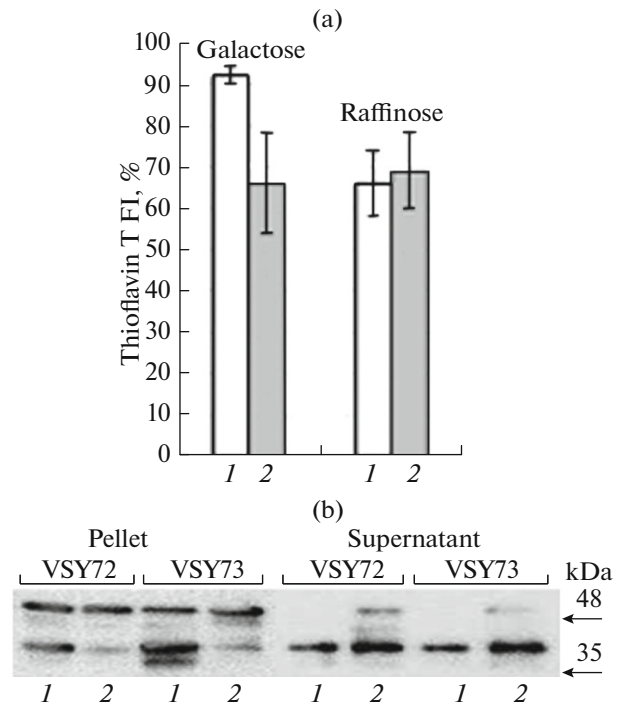 (a)
Thioflavin T FI, %
100
90
80
70
60
50
40
30
70
10
0
Galactose
Raffinose
1 2 1 2
(b)
Pellet Supernatant
VSY72 VSY73 VSY72 VSY73 kDa
48
35
1 2 1 2 1 2 1 2